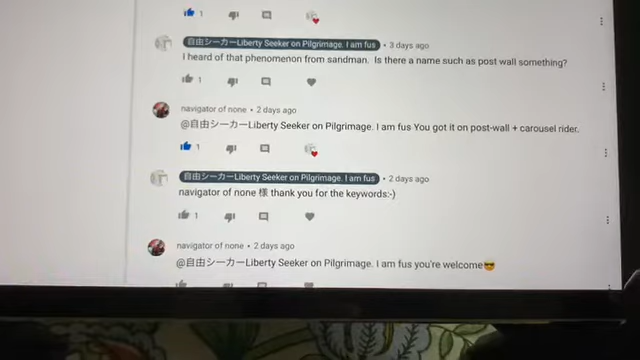 1
自由シーカーLiberty Seeker on Pilgrimage. I am fus • 3 days ago
I heard of that phenomenon from sandman. Is there a name such as post wall something?
1
navigator of none • 2 days ago
@自由シーカーLiberty Seeker on Pilgrimage. I am fus You got it on post-wall + carousel rider.
1
自由シーカーLiberty Seeker on Pilgrimage. I am fus • 2 days ago
navigator of none 様 thank you for the keywords:-)
1
navigator of none • 2 days ago
@自由シーカーLiberty Seeker on Pilgrimage. I am fus you're welcome😎